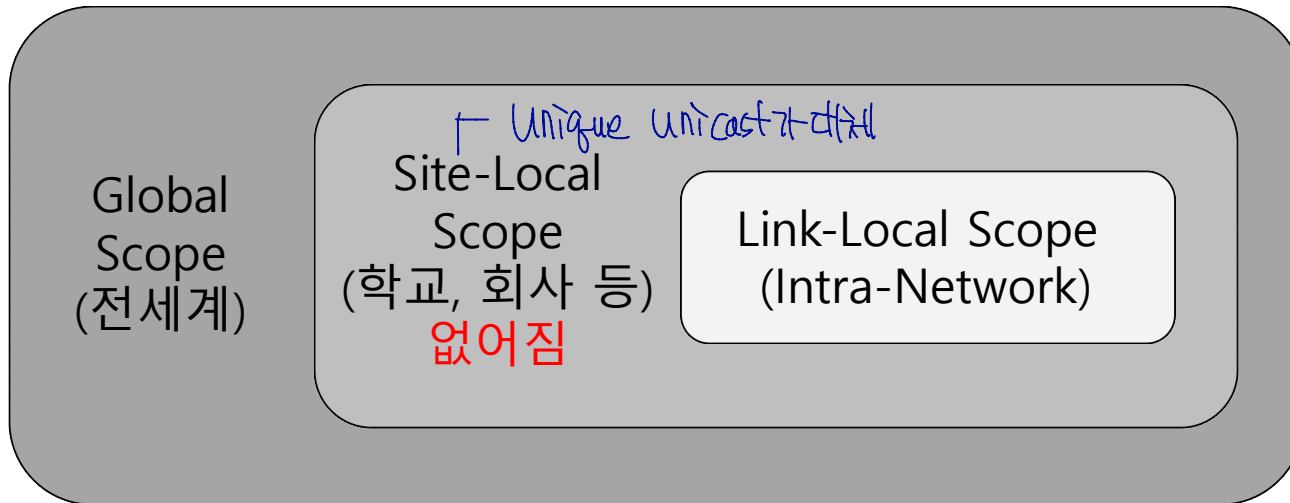 Global
Scope
(전세계)
Unique Unicast가 대체
Site-Local
Scope
(학교, 회사 등)
없어짐
Link-Local Scope
(Intra-Network)